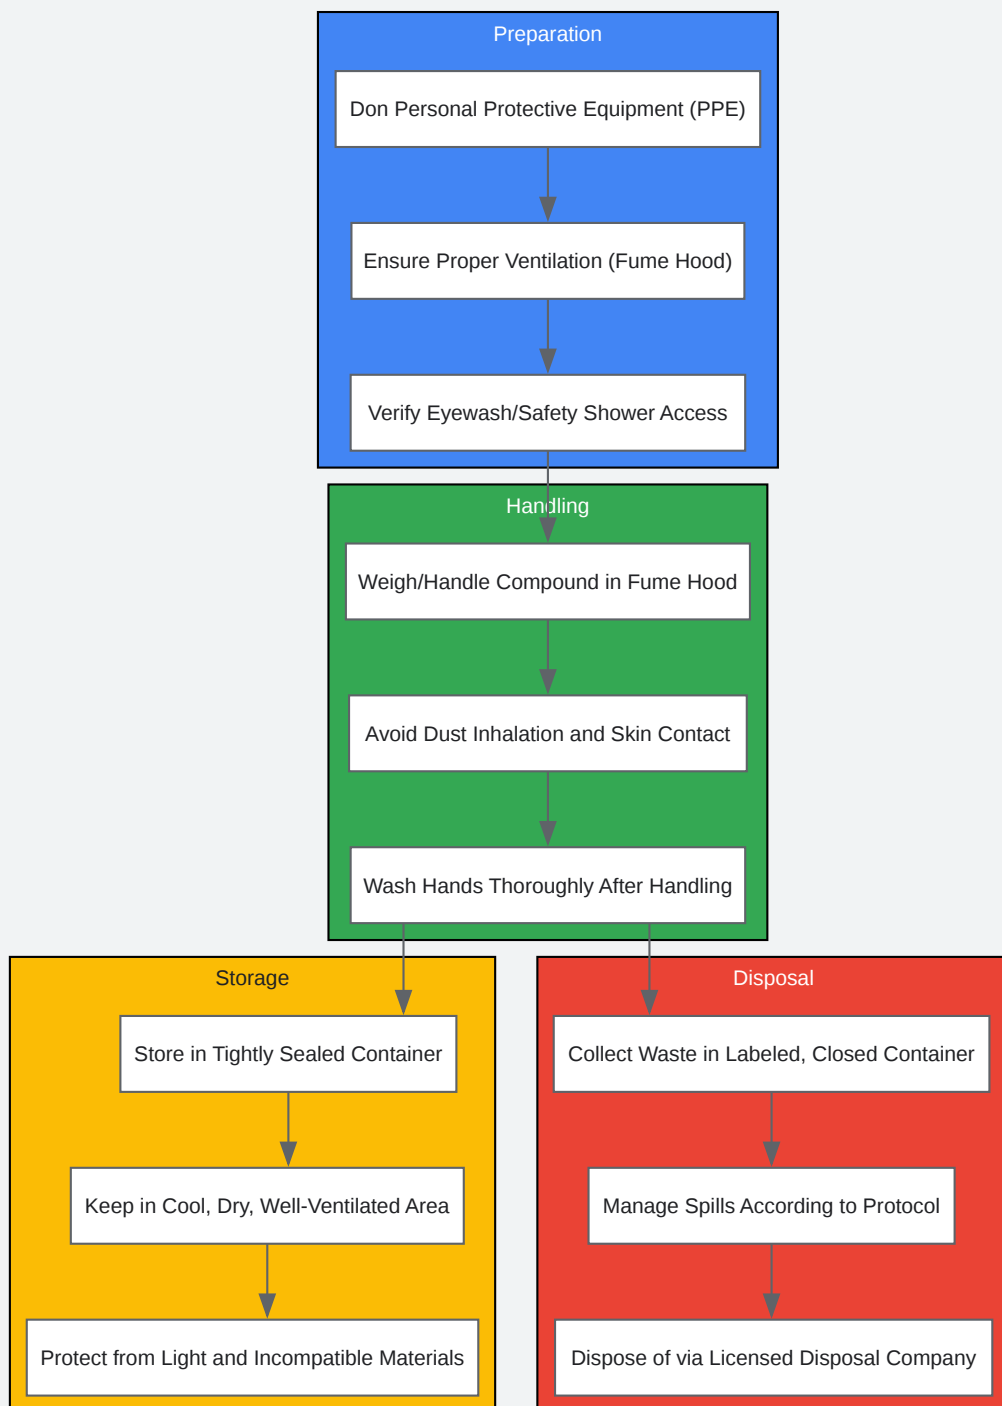 Preparation
Don Personal Protective Equipment (PPE)
Ensure Proper Ventilation (Fume Hood)
Verify Eyewash/Safety Shower Access
Handling
Weigh/Handle Compound in Fume Hood
Avoid Dust Inhalation and Skin Contact
Wash Hands Thoroughly After Handling
Storage
Store in Tightly Sealed Container
Keep in Cool, Dry, Well-Ventilated Area
Protect from Light and Incompatible Materials
Disposal
Collect Waste in Labeled, Closed Container
Manage Spills According to Protocol
Dispose of via Licensed Disposal Company